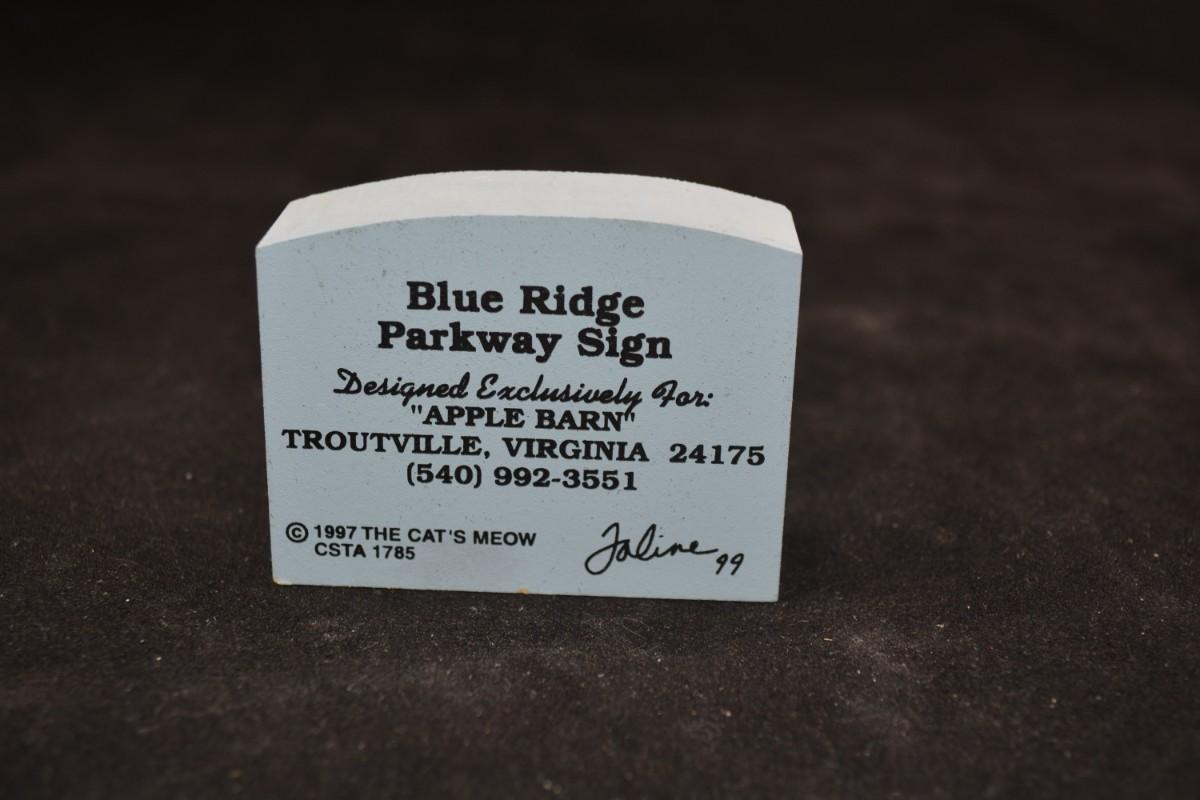 Blue Ridge
Parkway Sign
Designed Exclusively For:
"APPLE BARN"
TROUTVILLE, VIRGINIA 24175
(540) 992-3551
© 1997 THE CAT'S MEOW
CSTA 1785
Faline 99